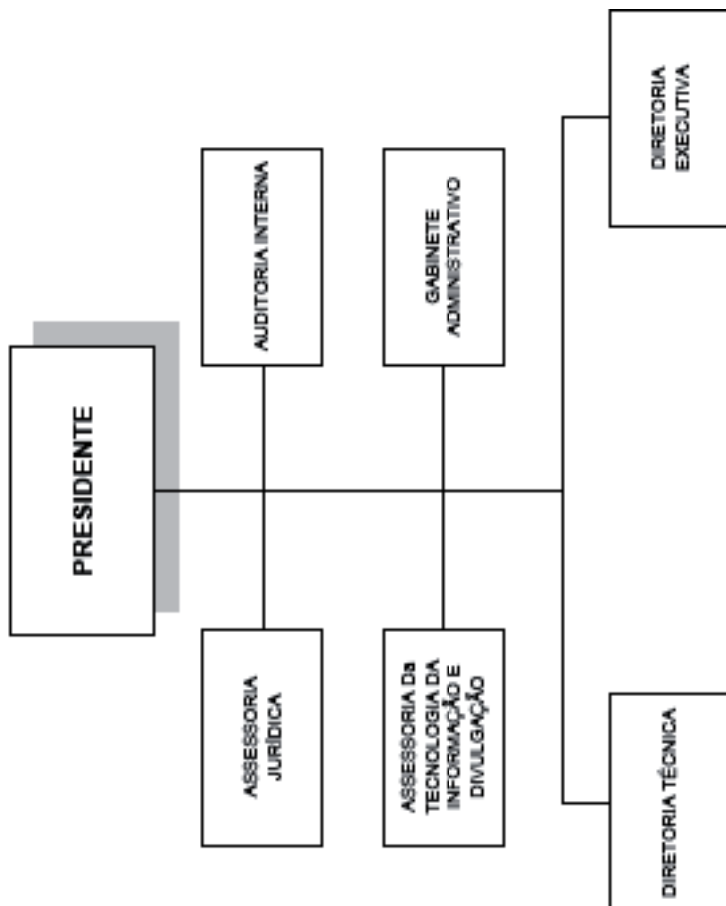 PRESIDENTE
ASSESSORIA
JURÍDICA
AUDITORIA INTERNA
ASSESSORIA Da
TECNOLOGIA DA
INFORMAÇÃO E
DIVULGAÇÃO
GABINETE
ADMINISTRATIVO
DIRETORIA TÉCNICA
DIRETORIA
EXECUTIVA